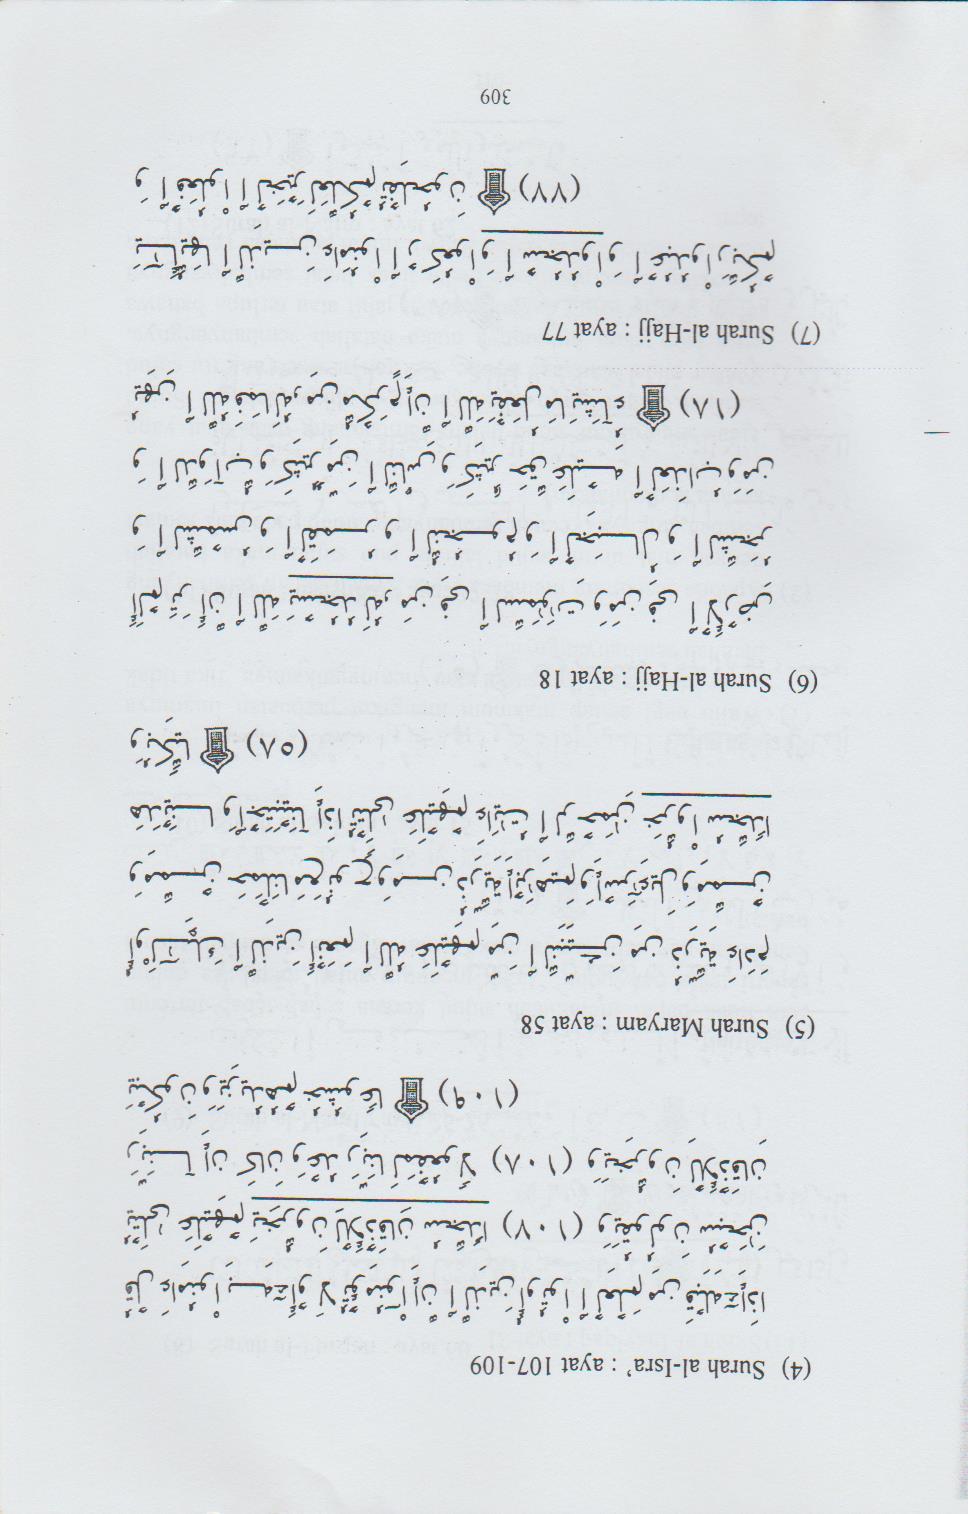 (4) Surah al-Isra’ : ayat 107-109
قُلْ ءَامِنُوا۟ بِهِۦٓ أَوْ لَا تُؤْمِنُوٓا۟ إِنَّ ٱلَّذِينَ أُوتُوا۟ ٱلْعِلْمَ مِن قَبْلِهِۦٓ إِذَا
يُتْلَىٰ عَلَيْهِمْ يَخِرُّونَ لِلْأَذْقَانِ سُجَّدًا (١٠٧) وَيَقُولُونَ سُبْحَٰنَ
رَبِّنَآ إِن كَانَ وَعْدُ رَبِّنَا لَمَفْعُولًا (١٠٨) وَيَخِرُّونَ لِلْأَذْقَانِ
يَبْكُونَ وَيَزِيدُهُمْ خُشُوعًا ۩ (١٠٩)
(5) Surah Maryam : ayat 58
أُو۟لَٰٓئِكَ ٱلَّذِينَ أَنْعَمَ ٱللَّهُ عَلَيْهِم مِّنَ ٱلنَّبِيِّۦنَ مِن ذُرِّيَّةِ ءَادَمَ
وَمِمَّنْ حَمَلْنَا مَعَ نُوحٍ وَمِن ذُرِّيَّةِ إِبْرَٰهِيمَ وَإِسْرَٰٓءِيلَ وَمِمَّنْ
هَدَيْنَا وَٱجْتَبَيْنَآ إِذَا تُتْلَىٰ عَلَيْهِمْ ءَايَٰتُ ٱلرَّحْمَٰنِ خَرُّوا۟ سُجَّدًا
وَبُكِيًّا ۩ (٥٨)
(6) Surah al-Hajj : ayat 18
أَلَمْ تَرَ أَنَّ ٱللَّهَ يَسْجُدُ لَهُۥ مَن فِى ٱلسَّمَٰوَٰتِ وَمَن فِى ٱلْأَرْضِ
وَٱلشَّمْسُ وَٱلْقَمَرُ وَٱلنُّجُومُ وَٱلْجِبَالُ وَٱلشَّجَرُ
وَٱلدَّوَآبُّ وَكَثِيرٌ مِّنَ ٱلنَّاسِ وَكَثِيرٌ حَقَّ عَلَيْهِ ٱلْعَذَابُ وَمَن
يُهِنِ ٱللَّهُ فَمَا لَهُۥ مِن مُّكْرِمٍ إِنَّ ٱللَّهَ يَفْعَلُ مَا يَشَآءُ ۩ (١٨)
(7) Surah al-Hajj : ayat 77
يَٰٓأَيُّهَا ٱلَّذِينَ ءَامَنُوا۟ ٱرْكَعُوا۟ وَٱسْجُدُوا۟ وَٱعْبُدُوا۟ رَبَّكُمْ
وَٱفْعَلُوا۟ ٱلْخَيْرَ لَعَلَّكُمْ تُفْلِحُونَ ۩ (٧٧)
309